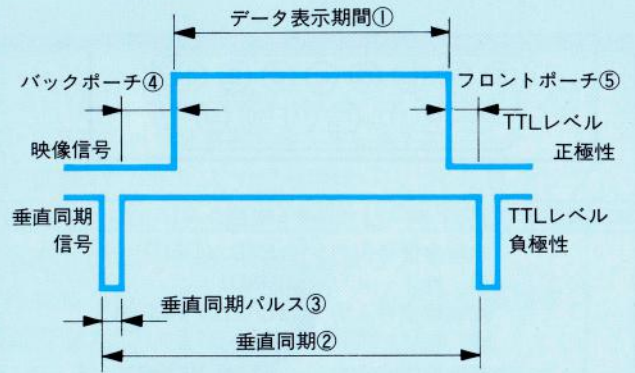 データ表示期間①
バックポーチ④
フロントポーチ⑤
映像信号
TTLレベル
正極性
垂直同期
信号
TTLレベル
負極性
垂直同期パルス③
垂直同期②